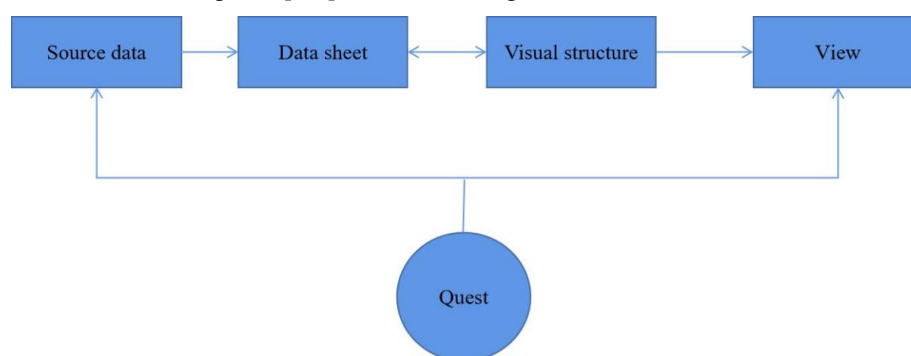 Source data
Data sheet
Visual structure
View
Quest